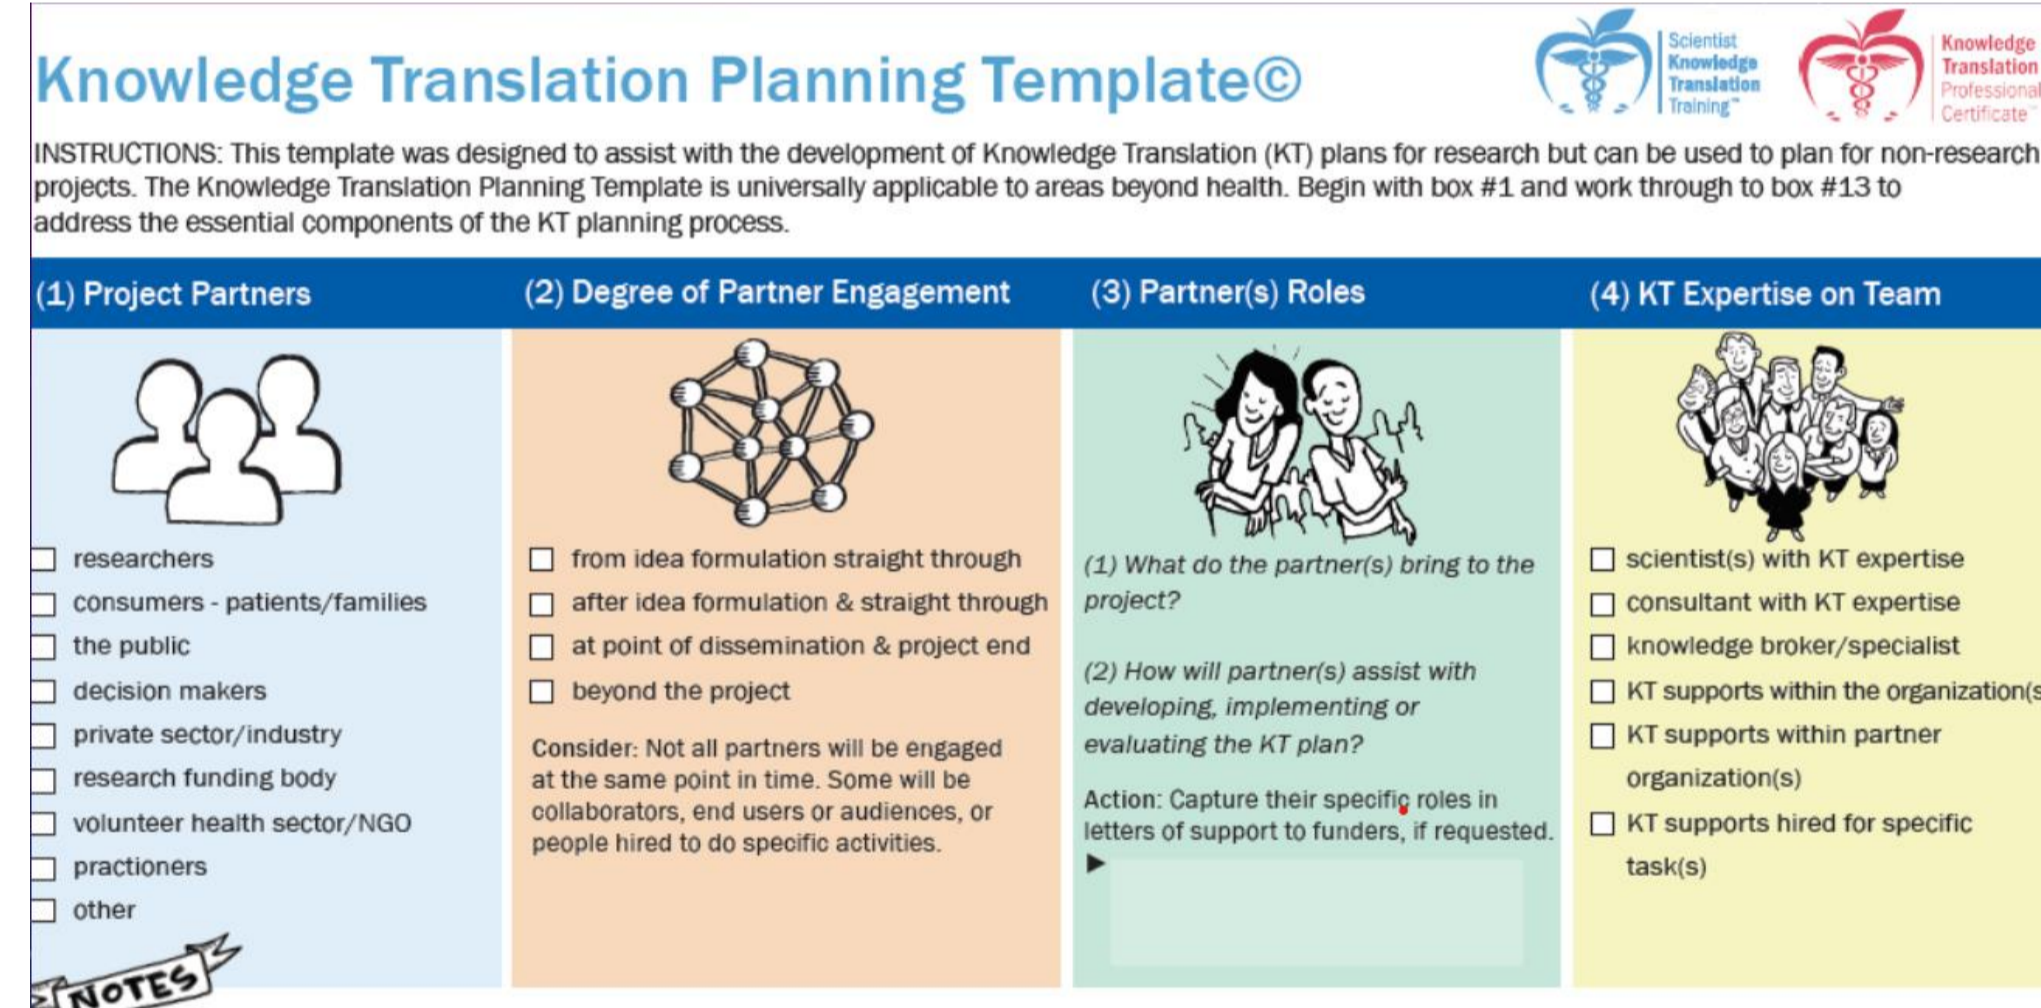 Knowledge Translation Planning Template©
Scientist
Knowledge
Translation
Training™
Knowledge
Translation
Professional
Certificate™
INSTRUCTIONS: This template was designed to assist with the development of Knowledge Translation (KT) plans for research but can be used to plan for non-research
projects. The Knowledge Translation Planning Template is universally applicable to areas beyond health. Begin with box #1 and work through to box #13 to
address the essential components of the KT planning process.
(1) Project Partners
researchers
consumers - patients/families
the public
decision makers
private sector/industry
research funding body
volunteer health sector/NGO
practioners
other
NOTES
(2) Degree of Partner Engagement
from idea formulation straight through
after idea formulation & straight through
at point of dissemination & project end
beyond the project
Consider: Not all partners will be engaged
at the same point in time. Some will be
collaborators, end users or audiences, or
people hired to do specific activities.
(3) Partner(s) Roles
(1) What do the partner(s) bring to the
project?
(2) How will partner(s) assist with
developing, implementing or
evaluating the KT plan?
Action: Capture their specific roles in
letters of support to funders, if requested.
(4) KT Expertise on Team
scientist(s) with KT expertise
consultant with KT expertise
knowledge broker/specialist
KT supports within the organization(s
KT supports within partner
organization(s)
KT supports hired for specific
task(s)